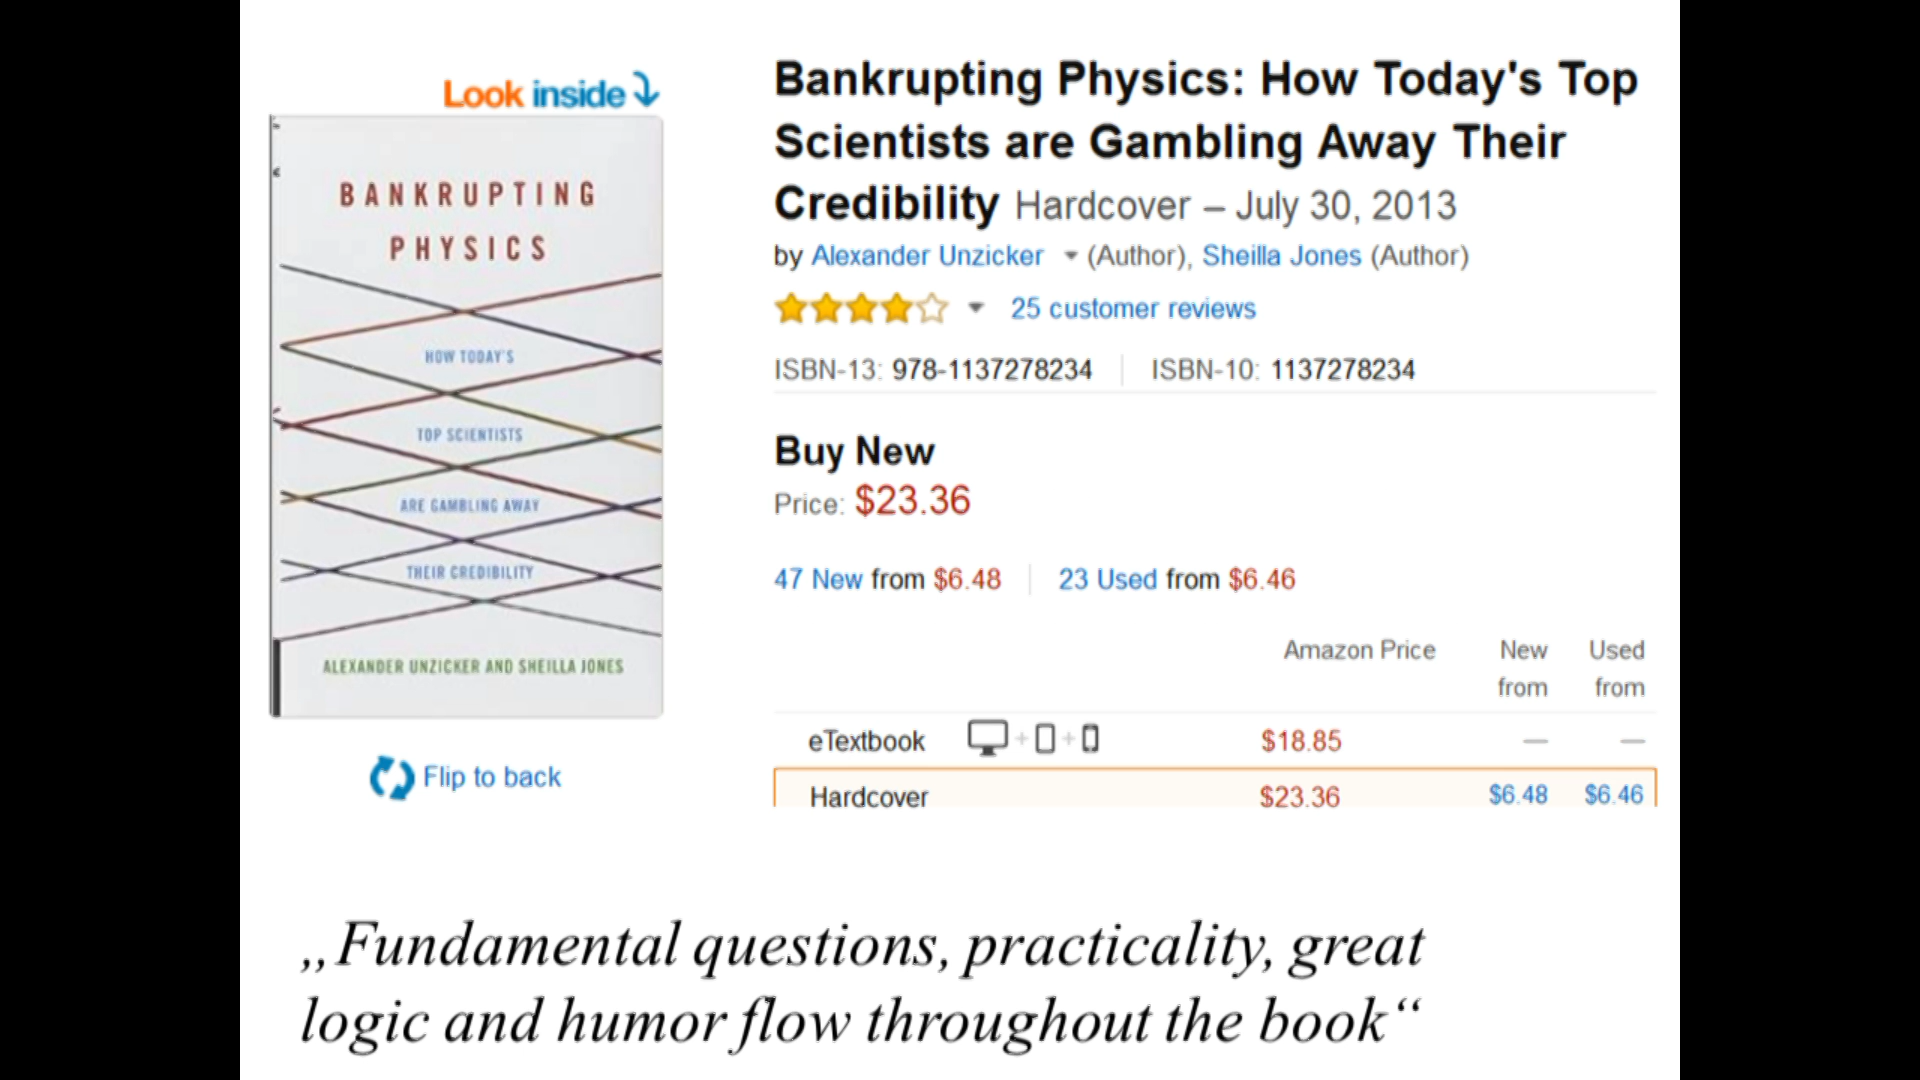 Look inside
BANKRUPTING
PHYSICS
HOW TODAY'S
TOP SCIENTISTS
ARE GAMBLING AWAY
THEIR CREDIBILITY
ALEXANDER UNZICKER AND SHEILLA JONES
Flip to back
Bankrupting Physics: How Today's Top
Scientists are Gambling Away Their
Credibility Hardcover – July 30, 2013
by Alexander Unzicker (Author), Sheilla Jones (Author)
25 customer reviews
ISBN-13: 978-1137278234 ISBN-10: 1137278234
Buy New
Price: $23.36
47 New from $6.48 23 Used from $6.46
Amazon Price New from Used from
eTextbook $18.85 — —
Hardcover $23.36 $6.48 $6.46
„Fundamental questions, practicality, great
logic and humor flow throughout the book“